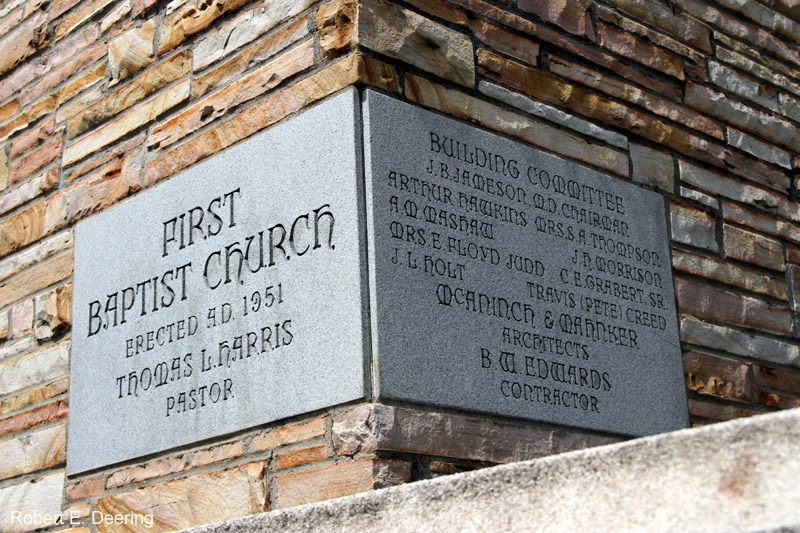 FIRST
BAPTIST CHURCH
ERECTED A.D. 1951
THOMAS L. HARRIS
PASTOR
BUILDING COMMITTEE
J.B. JAMESON M.D. CHAIRMAN
ARTHUR HAWKINS MRS. S.A. THOMPSON
A.M. MASHAW J.H. MORRISON
MRS. E. FLOYD JUDD C.E. GRABERT, SR.
J.L. HOLT TRAVIS (PETE) CREED
MCANINCH & MAHNKER
ARCHITECTS
B.W. EDWARDS
CONTRACTOR
Robert E. Deering